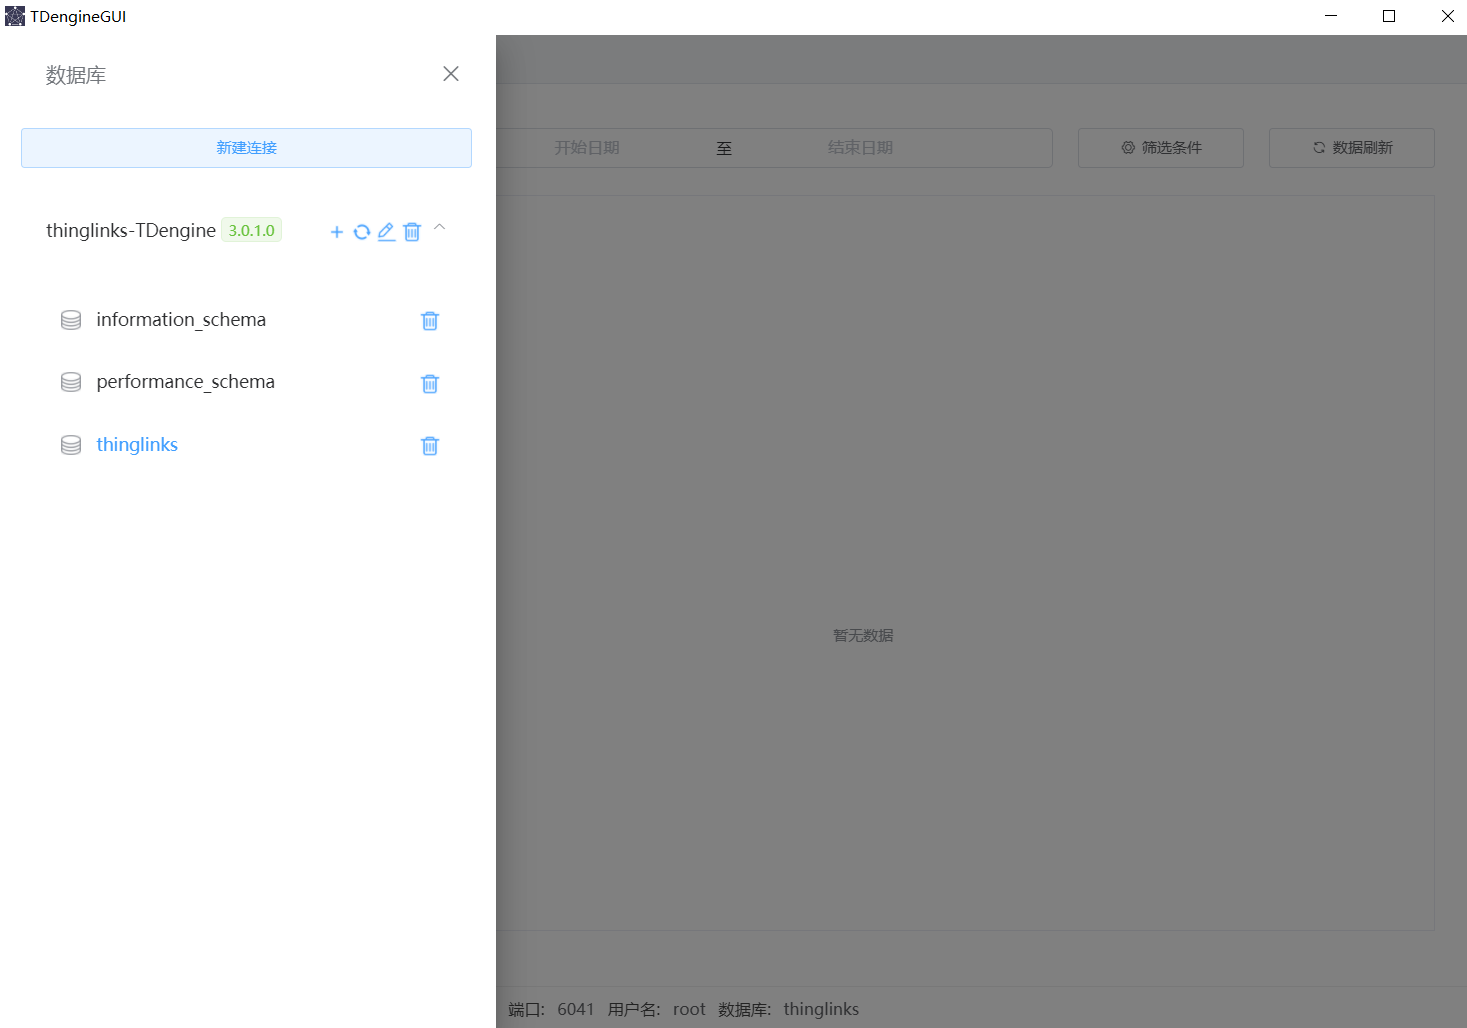 TDengineGUI
数据库
新建连接
开始日期 至 结束日期
筛选条件
数据刷新
thinglinks-TDengine 3.0.1.0
information_schema
performance_schema
thinglinks
暂无数据
端口: 6041 用户名: root 数据库: thinglinks